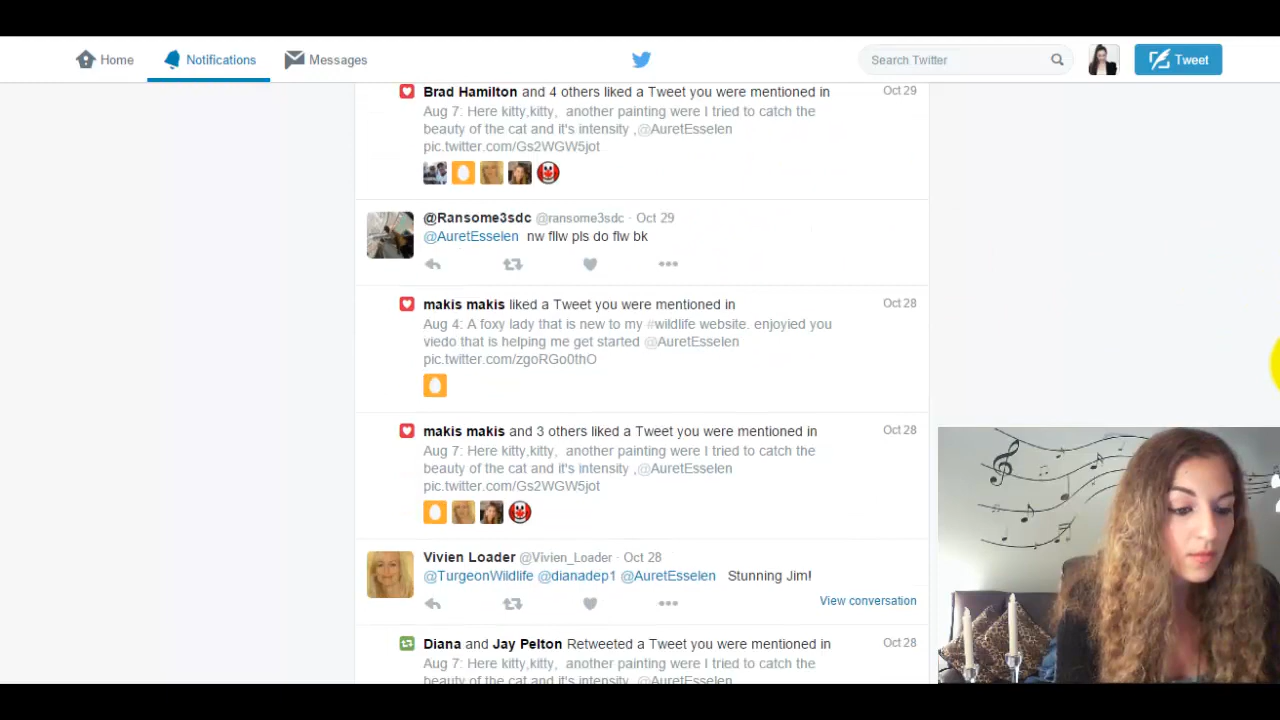 Home Notifications Messages Search Twitter Tweet
Brad Hamilton and 4 others liked a Tweet you were mentioned in Oct 29
Aug 7: Here kitty,kitty, another painting were I tried to catch the
beauty of the cat and it's intensity ,@AuretEsselen
pic.twitter.com/Gs2WGW5jot
@Ransome3sdc @ransome3sdc · Oct 29
@AuretEsselen nw fllw pls do flw bk
makis makis liked a Tweet you were mentioned in Oct 28
Aug 4: A foxy lady that is new to my #wildlife website. enjoyied you
viedo that is helping me get started @AuretEsselen
pic.twitter.com/zgoRGo0thO
makis makis and 3 others liked a Tweet you were mentioned in Oct 28
Aug 7: Here kitty,kitty, another painting were I tried to catch the
beauty of the cat and it's intensity ,@AuretEsselen
pic.twitter.com/Gs2WGW5jot
Vivien Loader @Vivien_Loader · Oct 28
@TurgeonWildlife @dianadep1 @AuretEsselen Stunning Jim!
View conversation
Diana and Jay Pelton Retweeted a Tweet you were mentioned in Oct 28
Aug 7: Here kitty,kitty, another painting were I tried to catch the
beauty of the cat and it's intensity ,@AuretEsselen